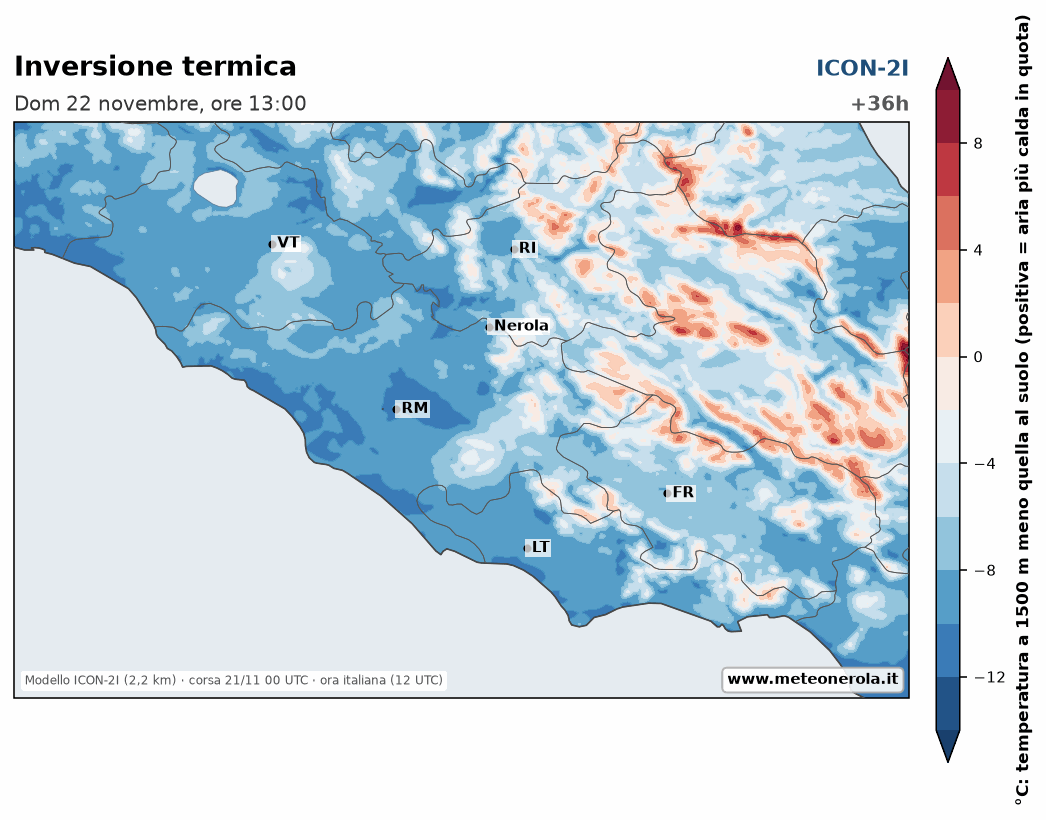 Inversione termica
ICON-2I
Dom 22 novembre, ore 13:00
+36h
VT
RI
Nerola
RM
FR
LT
Modello ICON-2I (2,2 km) · corsa 21/11 00 UTC · ora italiana (12 UTC)
www.meteonerola.it
8
4
0
−4
−8
−12
°C: temperatura a 1500 m meno quella al suolo (positiva = aria più calda in quota)